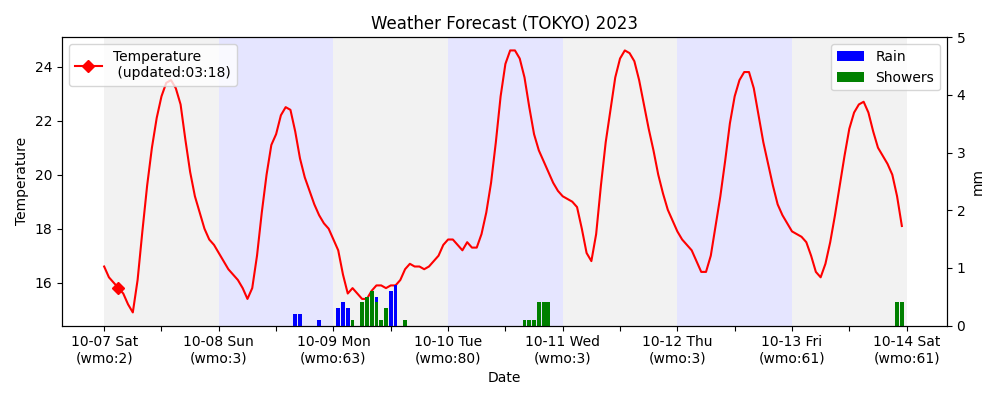 Weather Forecast (TOKYO) 2023
Temperature
(updated:03:18)
Rain
Showers
Temperature
24
22
20
18
16
5
4
3
2
1
0
mm
10-07 Sat
(wmo:2)
10-08 Sun
(wmo:3)
10-09 Mon
(wmo:63)
10-10 Tue
(wmo:80)
10-11 Wed
(wmo:3)
10-12 Thu
(wmo:3)
10-13 Fri
(wmo:61)
10-14 Sat
(wmo:61)
Date